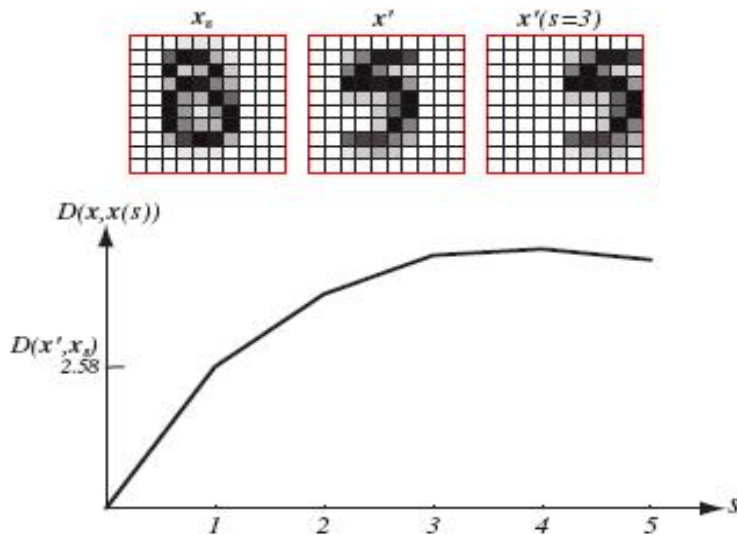 x₈ x' x'(s=3)
D(x,x(s))
D(x',x₈)
2.58
1 2 3 4 5 s